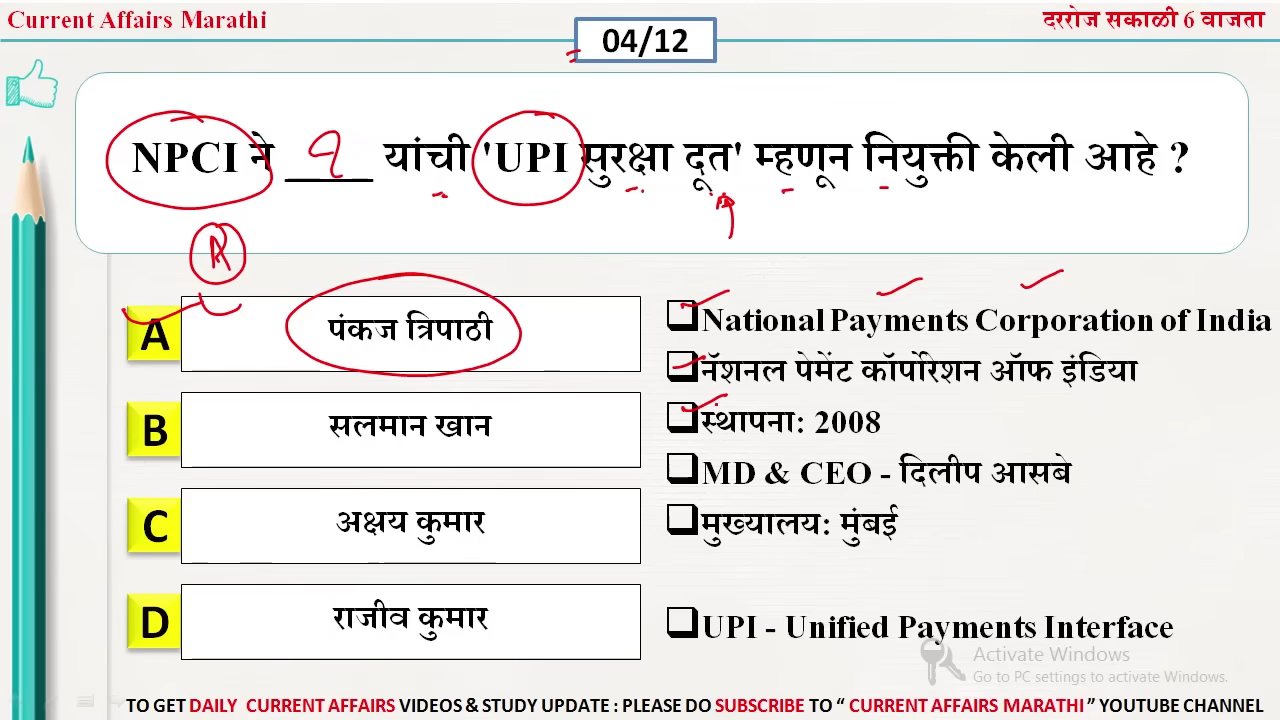 Current Affairs Marathi
दररोज सकाळी 6 वाजता
04/12
NPCI ने ____ यांची 'UPI सुरक्षा दूत' म्हणून नियुक्ती केली आहे ?
A
A पंकज त्रिपाठी
B सलमान खान
C अक्षय कुमार
D राजीव कुमार
National Payments Corporation of India
नॅशनल पेमेंट कॉर्पोरेशन ऑफ इंडिया
स्थापना: 2008
MD & CEO - दिलीप आसबे
मुख्यालय: मुंबई
UPI - Unified Payments Interface
Activate Windows
Go to PC settings to activate Windows.
TO GET DAILY CURRENT AFFAIRS VIDEOS & STUDY UPDATE : PLEASE DO SUBSCRIBE TO “ CURRENT AFFAIRS MARATHI ” YOUTUBE CHANNEL